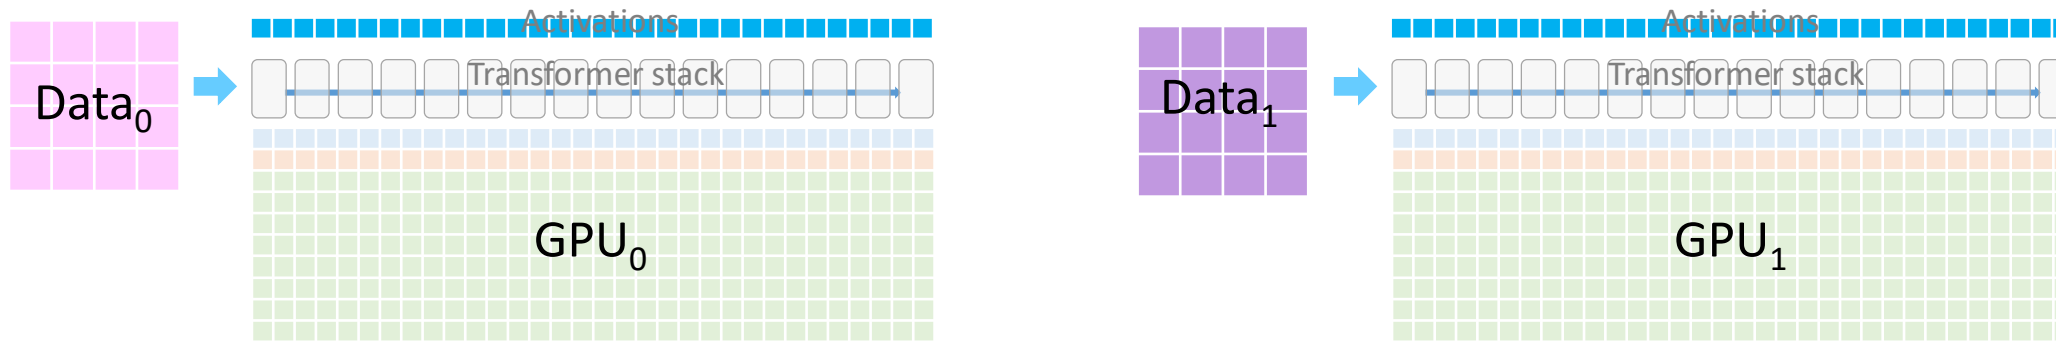 Activations
Transformer stack
Data₀
GPU₀
Activations
Transformer stack
Data₁
GPU₁